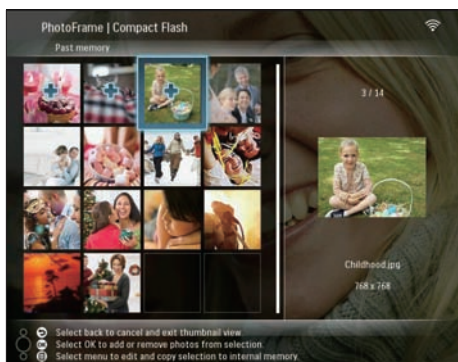 PhotoFrame | Compact Flash
Past memory
3 / 14
Childhood.jpg
768 x 768
Select back to cancel and exit thumbnail view.
OK Select OK to add or remove photos from selection.
Select menu to edit and copy selection to internal memory.